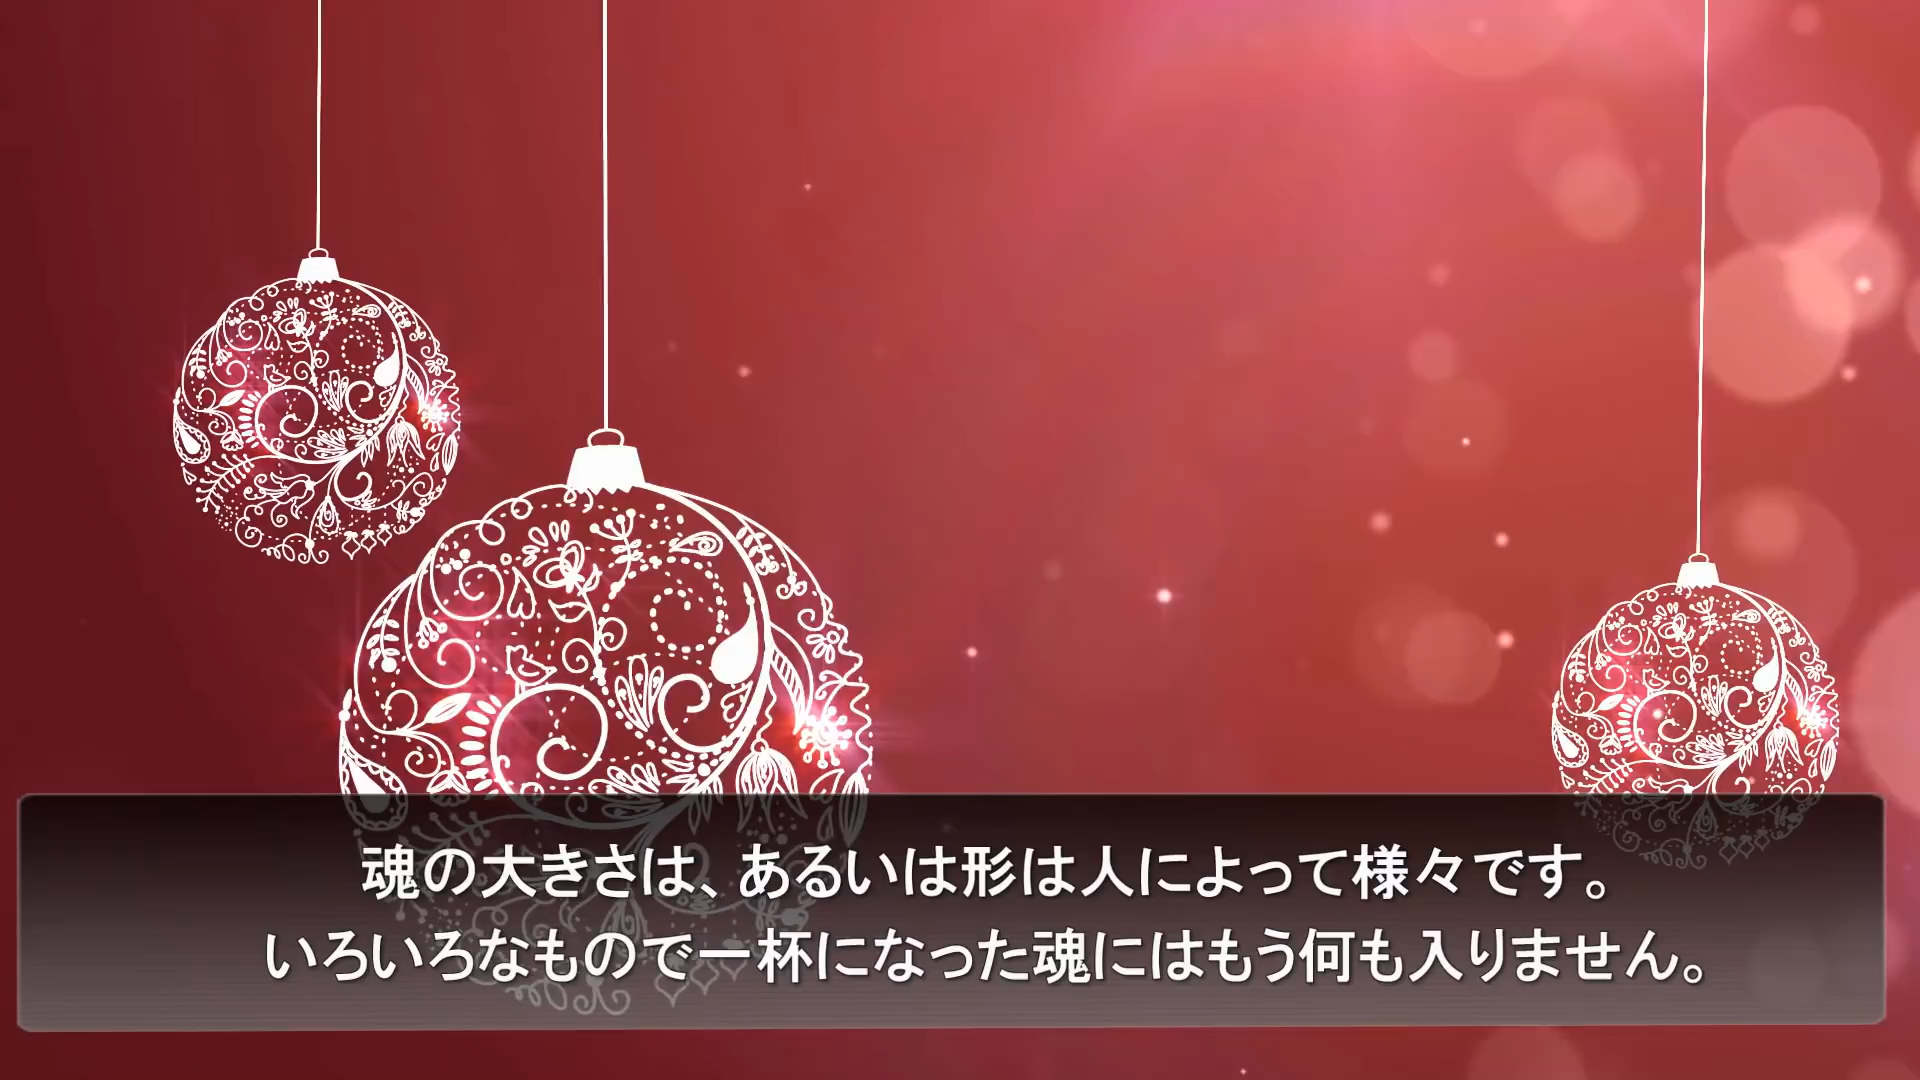 魂の大きさは、あるいは形は人によって様々です。
いろいろなもので一杯になった魂にはもう何も入りません。